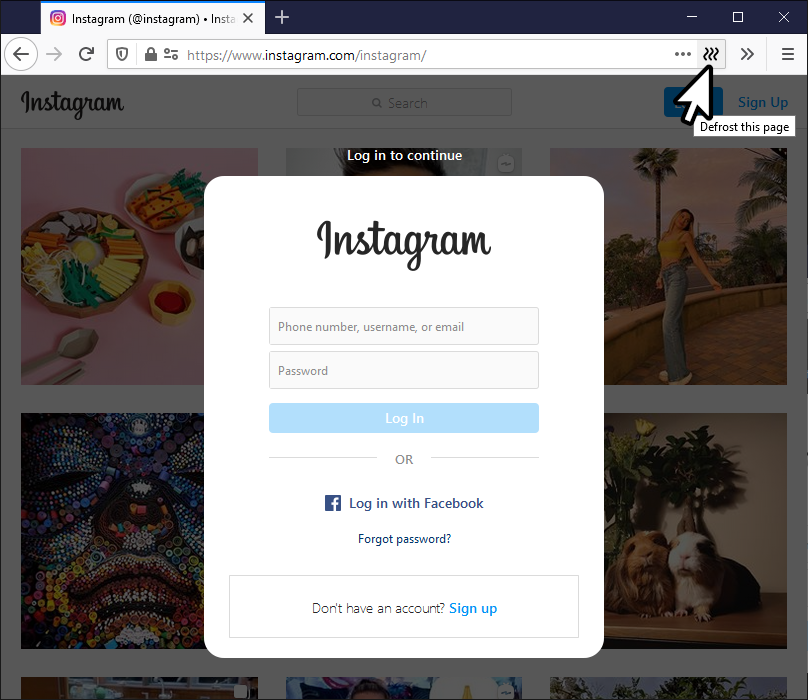 Instagram (@instagram) • Insta
https://www.instagram.com/instagram/
Defrost this page
Instagram
Search
Sign Up
Log in to continue
Instagram
Phone number, username, or email
Password
Log In
OR
Log in with Facebook
Forgot password?
Don't have an account? Sign up